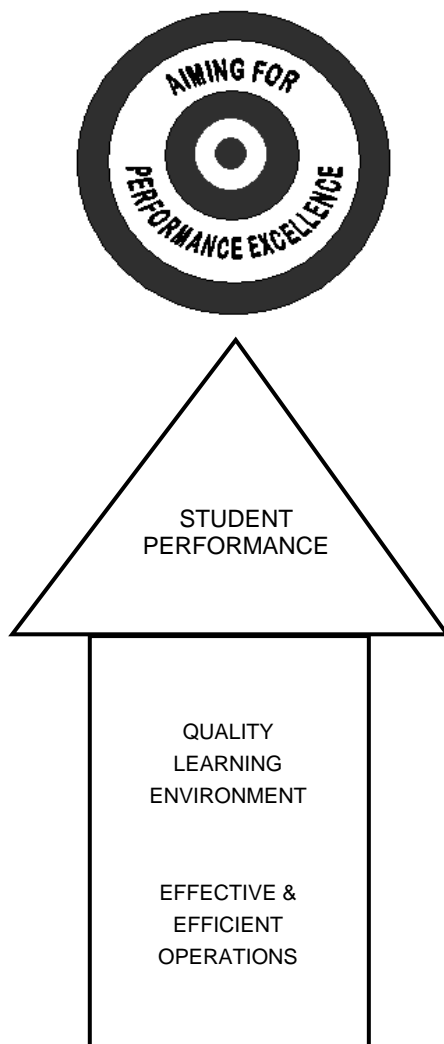 AIMING FOR
PERFORMANCE EXCELLENCE
STUDENT
PERFORMANCE
QUALITY
LEARNING
ENVIRONMENT
EFFECTIVE &
EFFICIENT
OPERATIONS